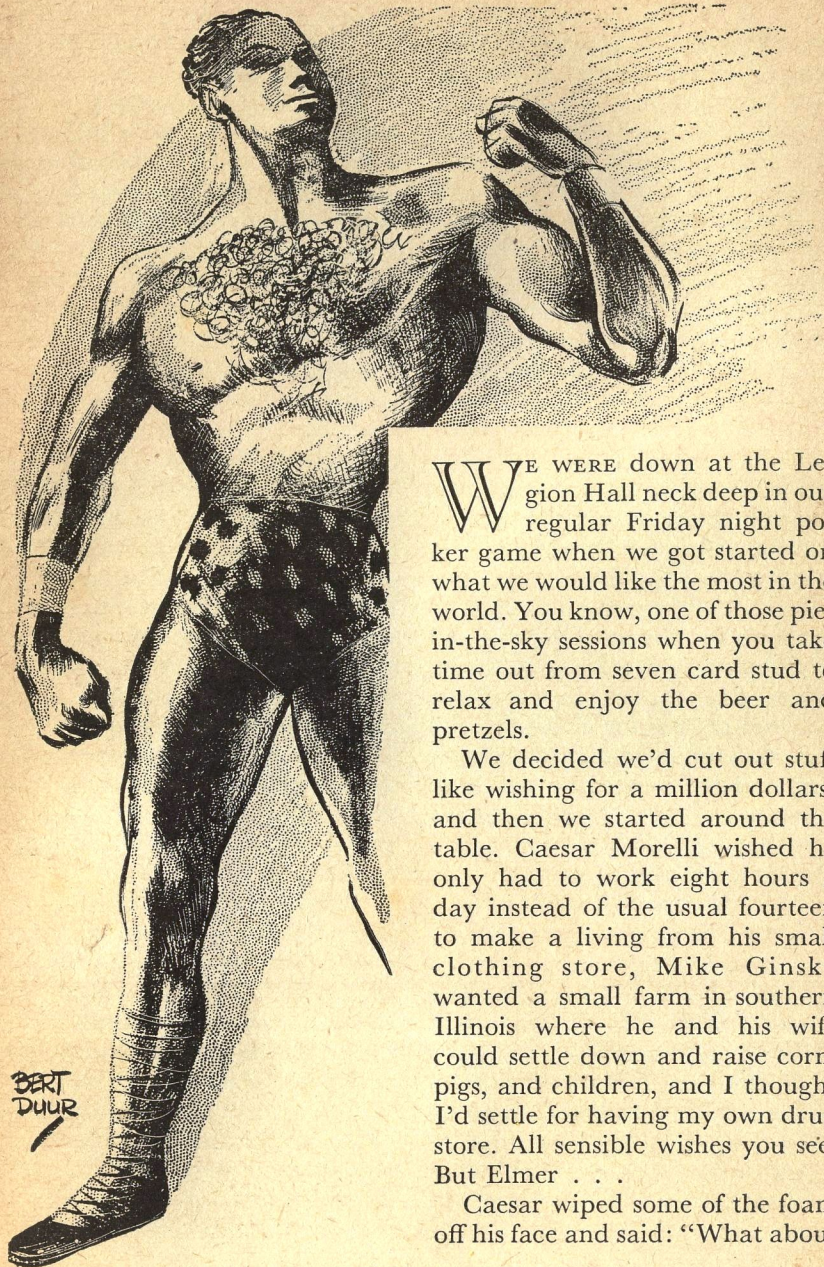 WE WERE down at the Le
gion Hall neck deep in ou
regular Friday night po
ker game when we got started o
what we would like the most in th
world. You know, one of those pie
in-the-sky sessions when you tak
time out from seven card stud t
relax and enjoy the beer an
pretzels.
We decided we'd cut out stuf
like wishing for a million dollars
and then we started around th
table. Caesar Morelli wished h
only had to work eight hours
day instead of the usual fourtee
to make a living from his smal
clothing store, Mike Ginsk
wanted a small farm in souther
Illinois where he and his wif
could settle down and raise corn
pigs, and children, and I though
I'd settle for having my own dru
store. All sensible wishes you see
But Elmer . . .
Caesar wiped some of the foa
off his face and said: "What abou
BERT
DUUR